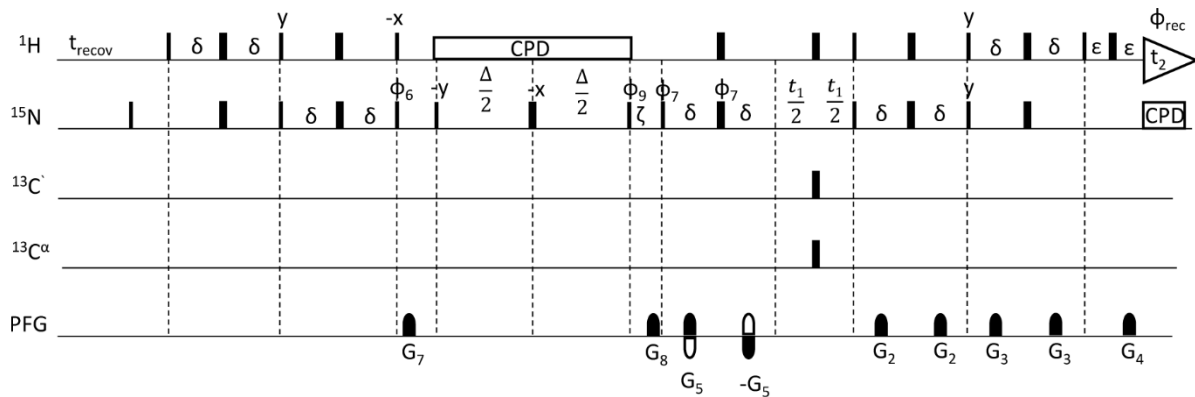 y -x y ϕrec
¹H trecov δ δ CPD δ δ ε ε t₂
ϕ₆ -y Δ/2 -x Δ/2 ϕ₉ ϕ₇ ϕ₇ t₁/2 t₁/2 y
¹⁵N δ δ ζ δ δ δ δ CPD
¹³C`
¹³Cα
PFG
G₇ G₈ G₅ -G₅ G₂ G₂ G₃ G₃ G₄